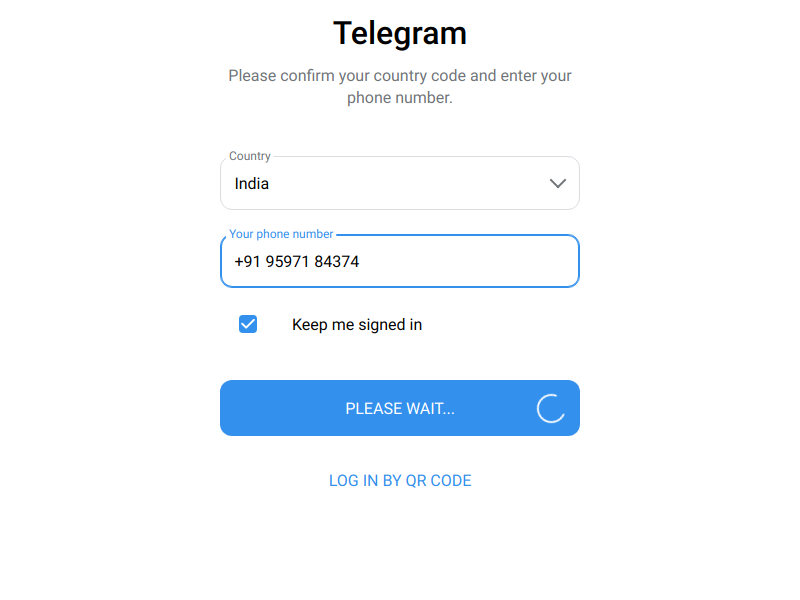 Telegram
Please confirm your country code and enter your
phone number.
Country
India
Your phone number
+91 95971 84374
Keep me signed in
PLEASE WAIT...
LOG IN BY QR CODE